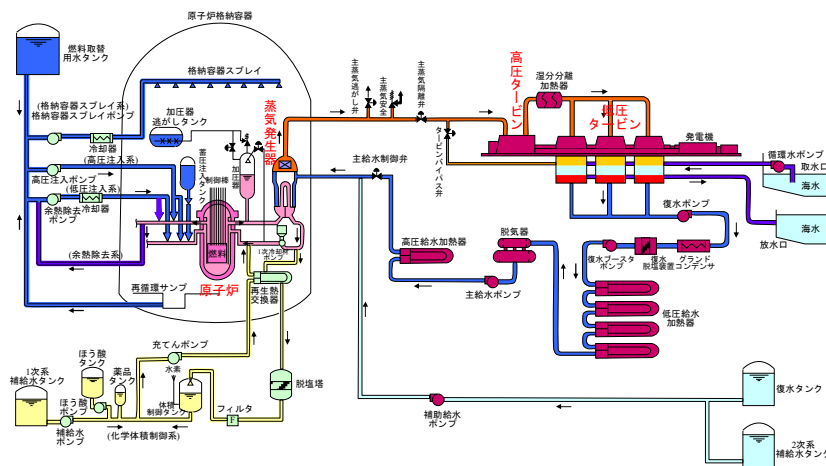 原子炉格納容器
燃料取替
用水タンク
格納容器スプレイ
(格納容器スプレイ系)
格納容器スプレイポンプ
冷却器
加圧器
逃がしタンク
(高圧注入系)
高圧注入ポンプ
(低圧注入系)
余熱除去
ポンプ
冷却器
蓄圧注入タンク
制御棒
加圧器
蒸気発生器
燃料
1次冷却材
ポンプ
(余熱除去系)
再循環サンプ
原子炉
再生熱
交換器
主蒸気逃がし弁
主蒸気安全
主蒸気隔離弁
高圧タービン
湿分分離
加熱器
低圧
タービン
発電機
タービンバイパス弁
循環水ポンプ
取水口
海水
主給水制御弁
復水ポンプ
海水
放水口
高圧給水加熱器
脱気器
復水ブースタ
ポンプ
復水
脱塩装置
グランド
コンデンサ
主給水ポンプ
低圧給水
加熱器
充てんポンプ
水素
ほう酸
タンク
薬品
タンク
1次系
補給水タンク
体積
制御タンク
脱塩塔
ほう酸
ポンプ
フィルタ
F
補給水
ポンプ
(化学体積制御系)
補助給水
ポンプ
復水タンク
2次系
補給水タンク